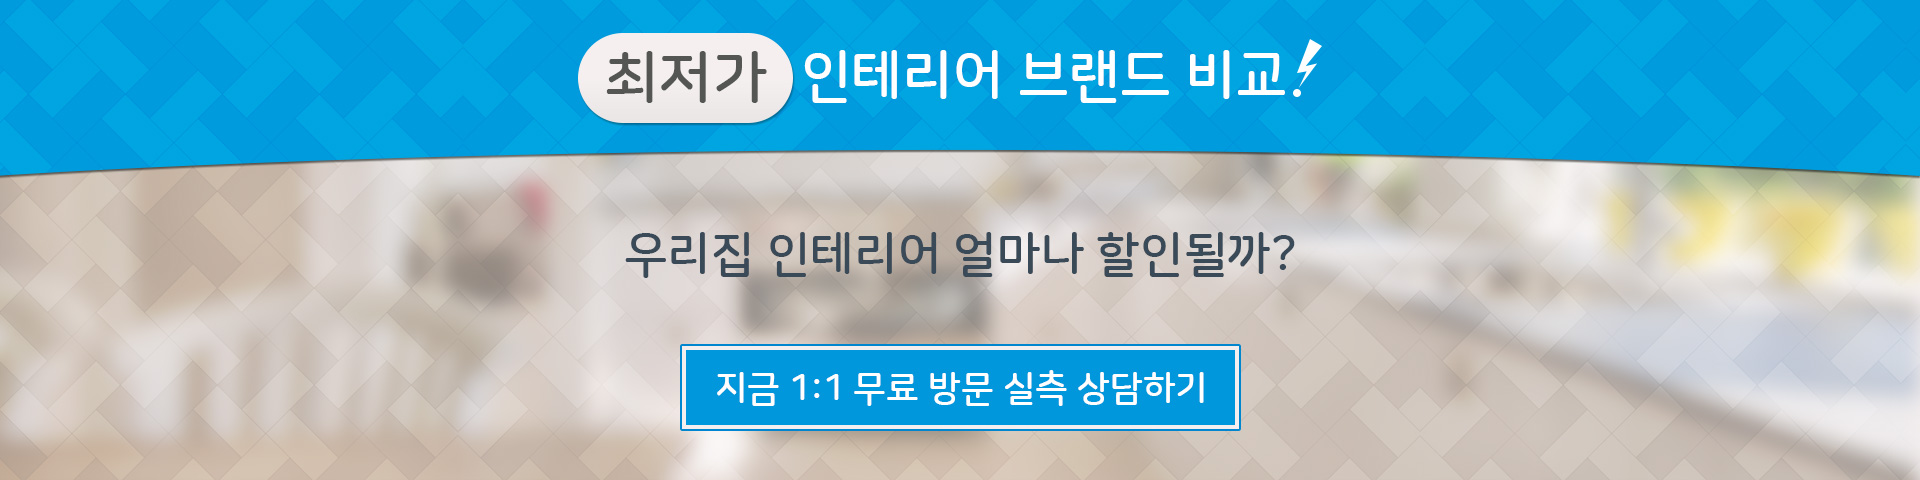 최저가 인테리어 브랜드 비교!
우리집 인테리어 얼마나 할인될까?
지금 1:1 무료 방문 실측 상담하기